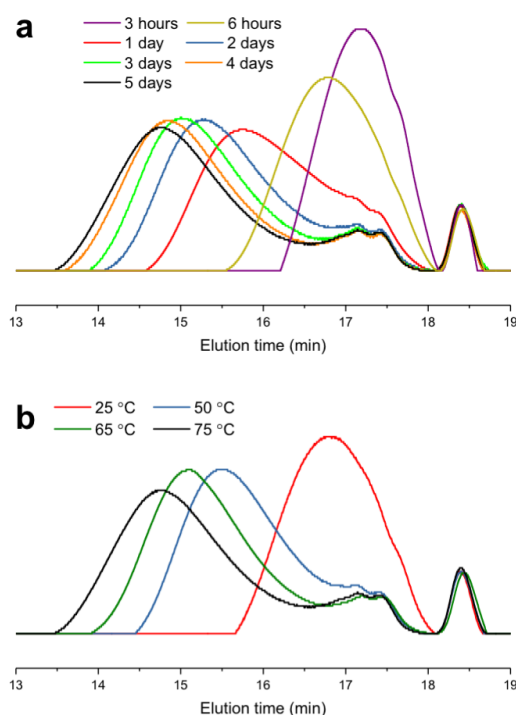 a
3 hours 6 hours
1 day 2 days
3 days 4 days
5 days
13 14 15 16 17 18 19
Elution time (min)
b
25 °C 50 °C
65 °C 75 °C
13 14 15 16 17 18 19
Elution time (min)